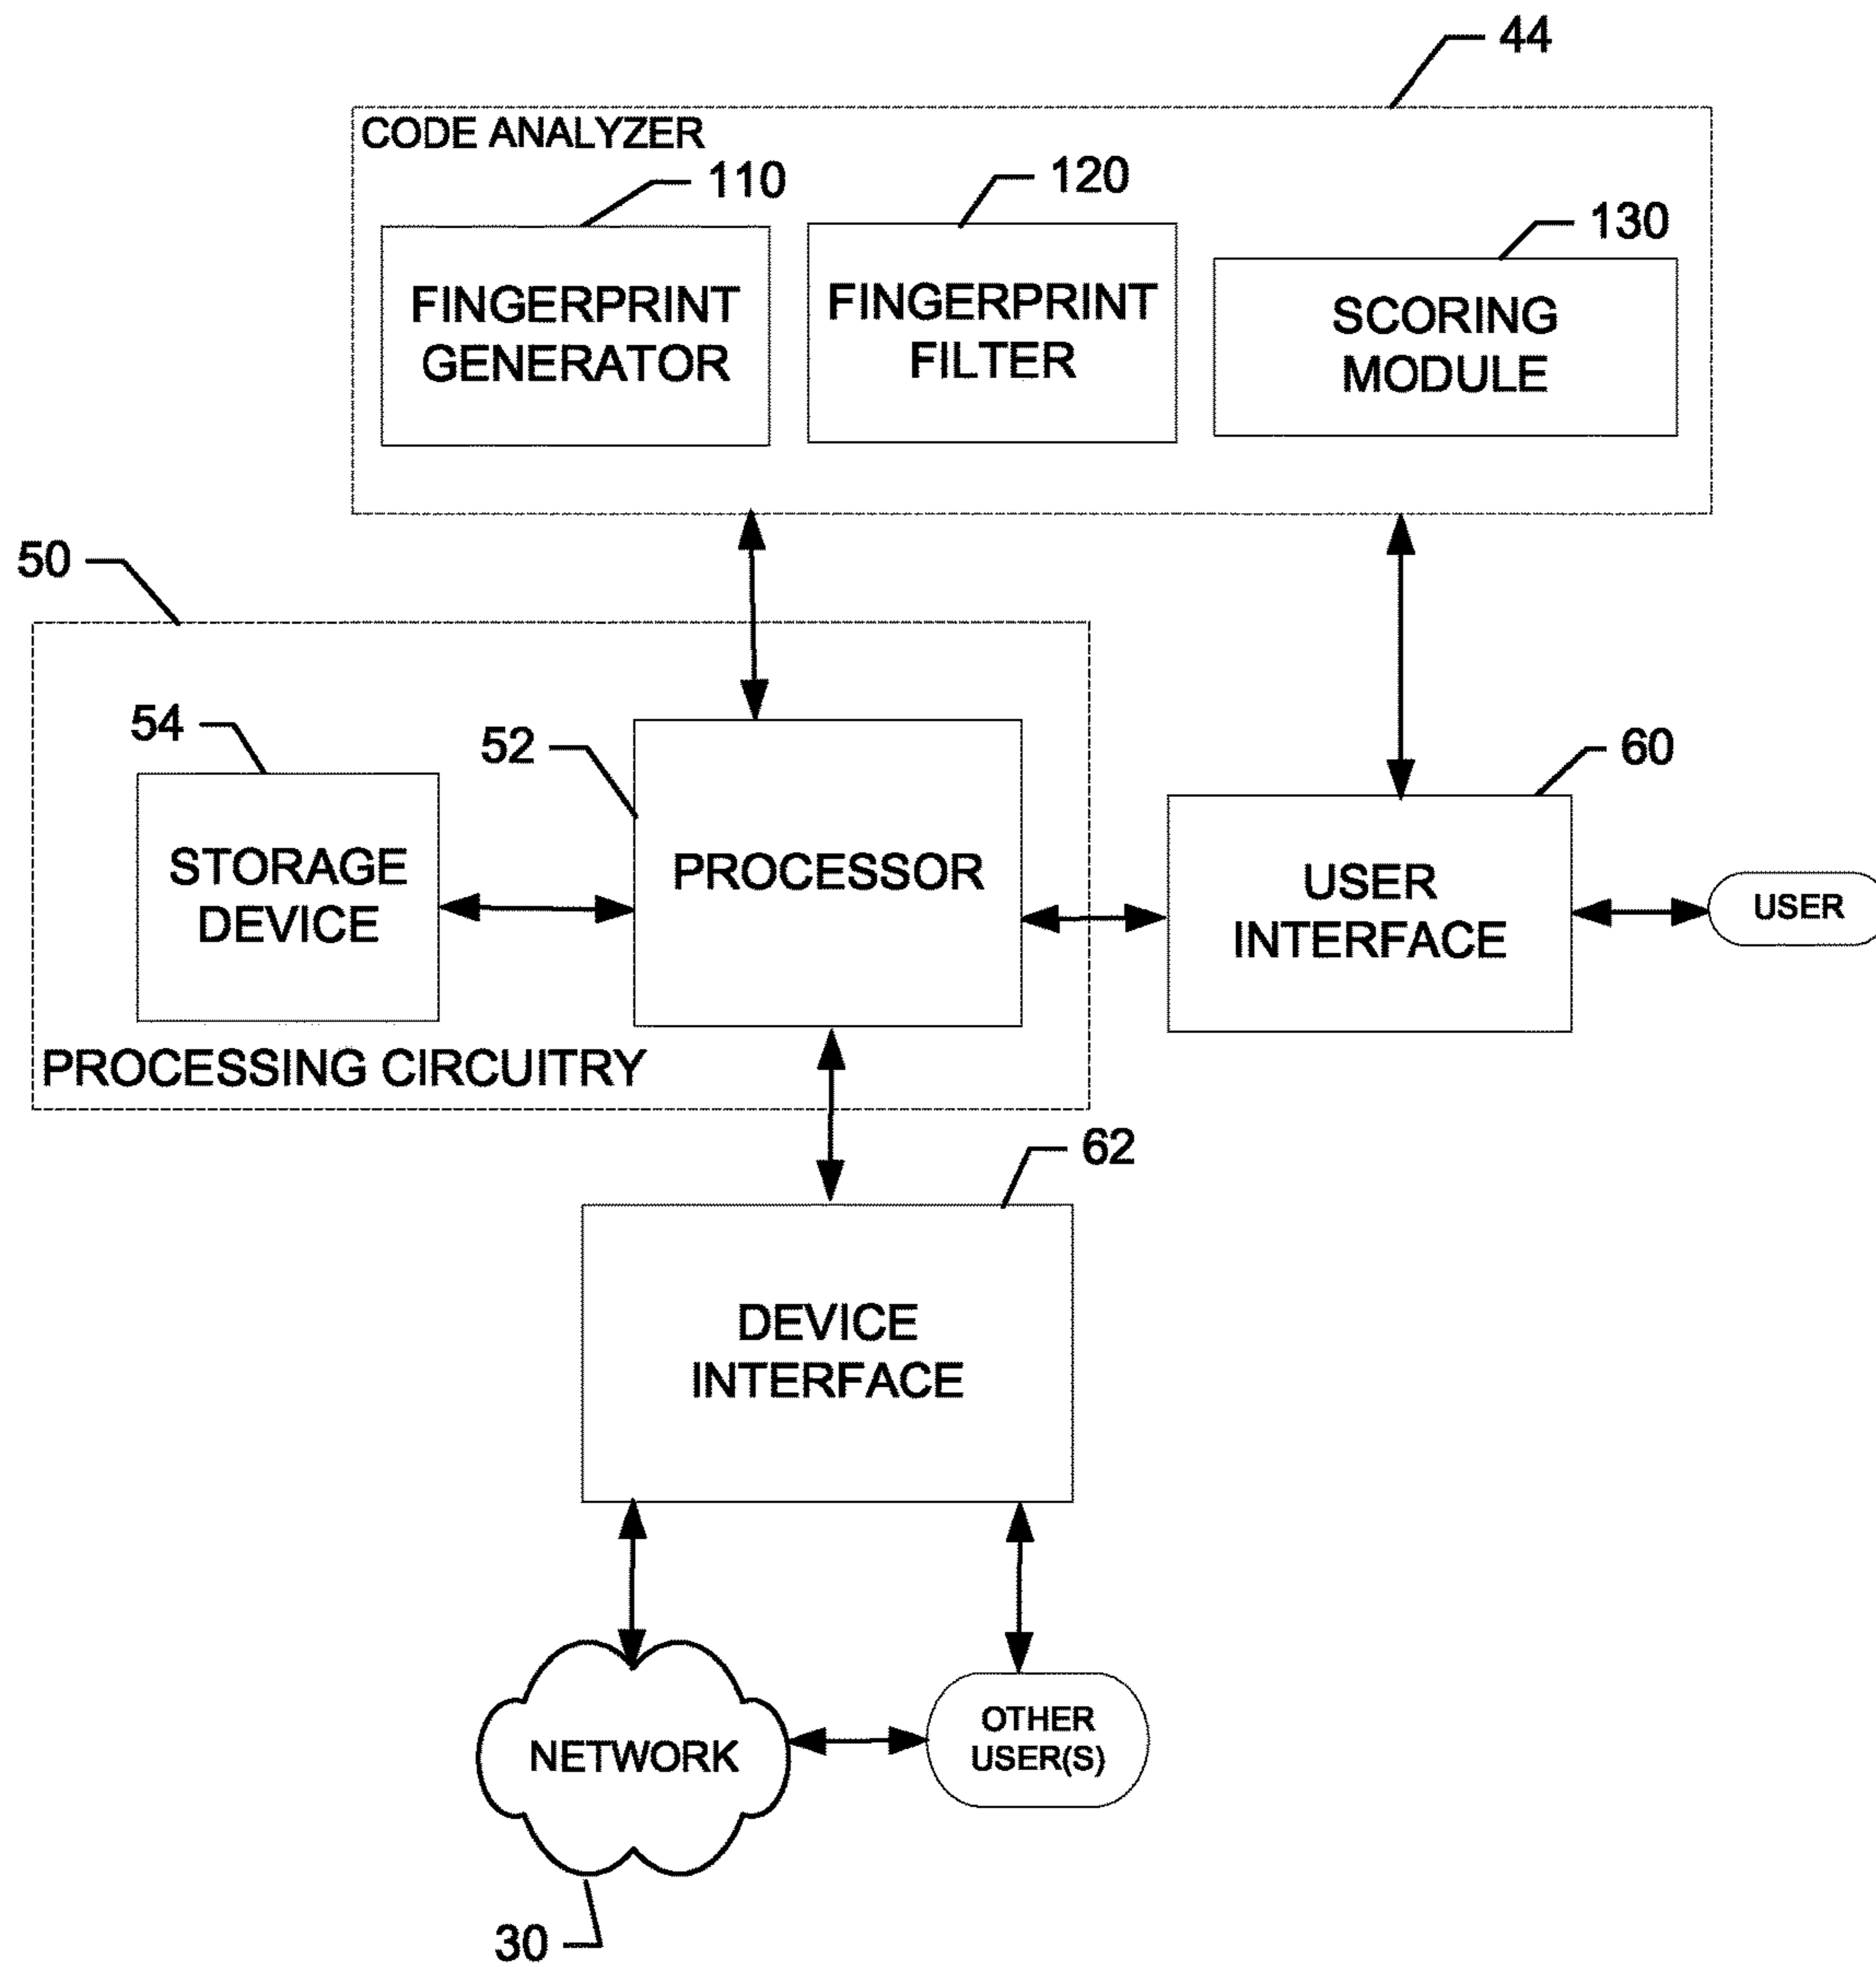 44
CODE ANALYZER
110
120
130
FINGERPRINT
GENERATOR
FINGERPRINT
FILTER
SCORING
MODULE
50
54
52
60
STORAGE
DEVICE
PROCESSOR
USER
INTERFACE
USER
PROCESSING CIRCUITRY
62
DEVICE
INTERFACE
NETWORK
OTHER
USER(S)
30